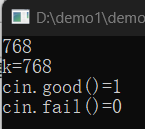 D:\demo1\demo
768
k=768
cin.good()=1
cin.fail()=0